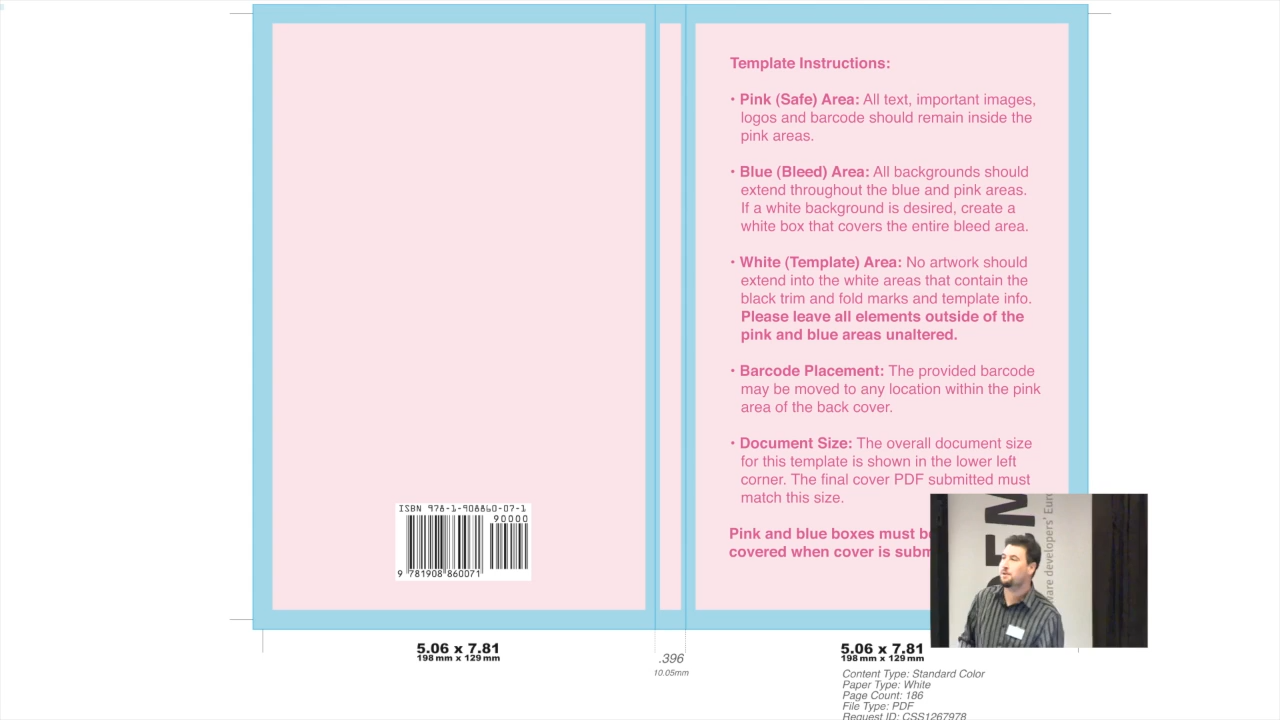 Template Instructions:
• Pink (Safe) Area: All text, important images,
logos and barcode should remain inside the
pink areas.
• Blue (Bleed) Area: All backgrounds should
extend throughout the blue and pink areas.
If a white background is desired, create a
white box that covers the entire bleed area.
• White (Template) Area: No artwork should
extend into the white areas that contain the
black trim and fold marks and template info.
Please leave all elements outside of the
pink and blue areas unaltered.
• Barcode Placement: The provided barcode
may be moved to any location within the pink
area of the back cover.
• Document Size: The overall document size
for this template is shown in the lower left
corner. The final cover PDF submitted must
match this size.
Pink and blue boxes must
covered when cover is
ISBN 978-1-908860-07-1
90000
9 781908 860071
5.06 x 7.81
198 mm x 129 mm
.396
10.05mm
5.06 x 7.81
198 mm x 129 mm
Content Type: Standard Color
Paper Type: White
Page Count: 186
File Type: PDF
Request ID: CSS1267978
developers'